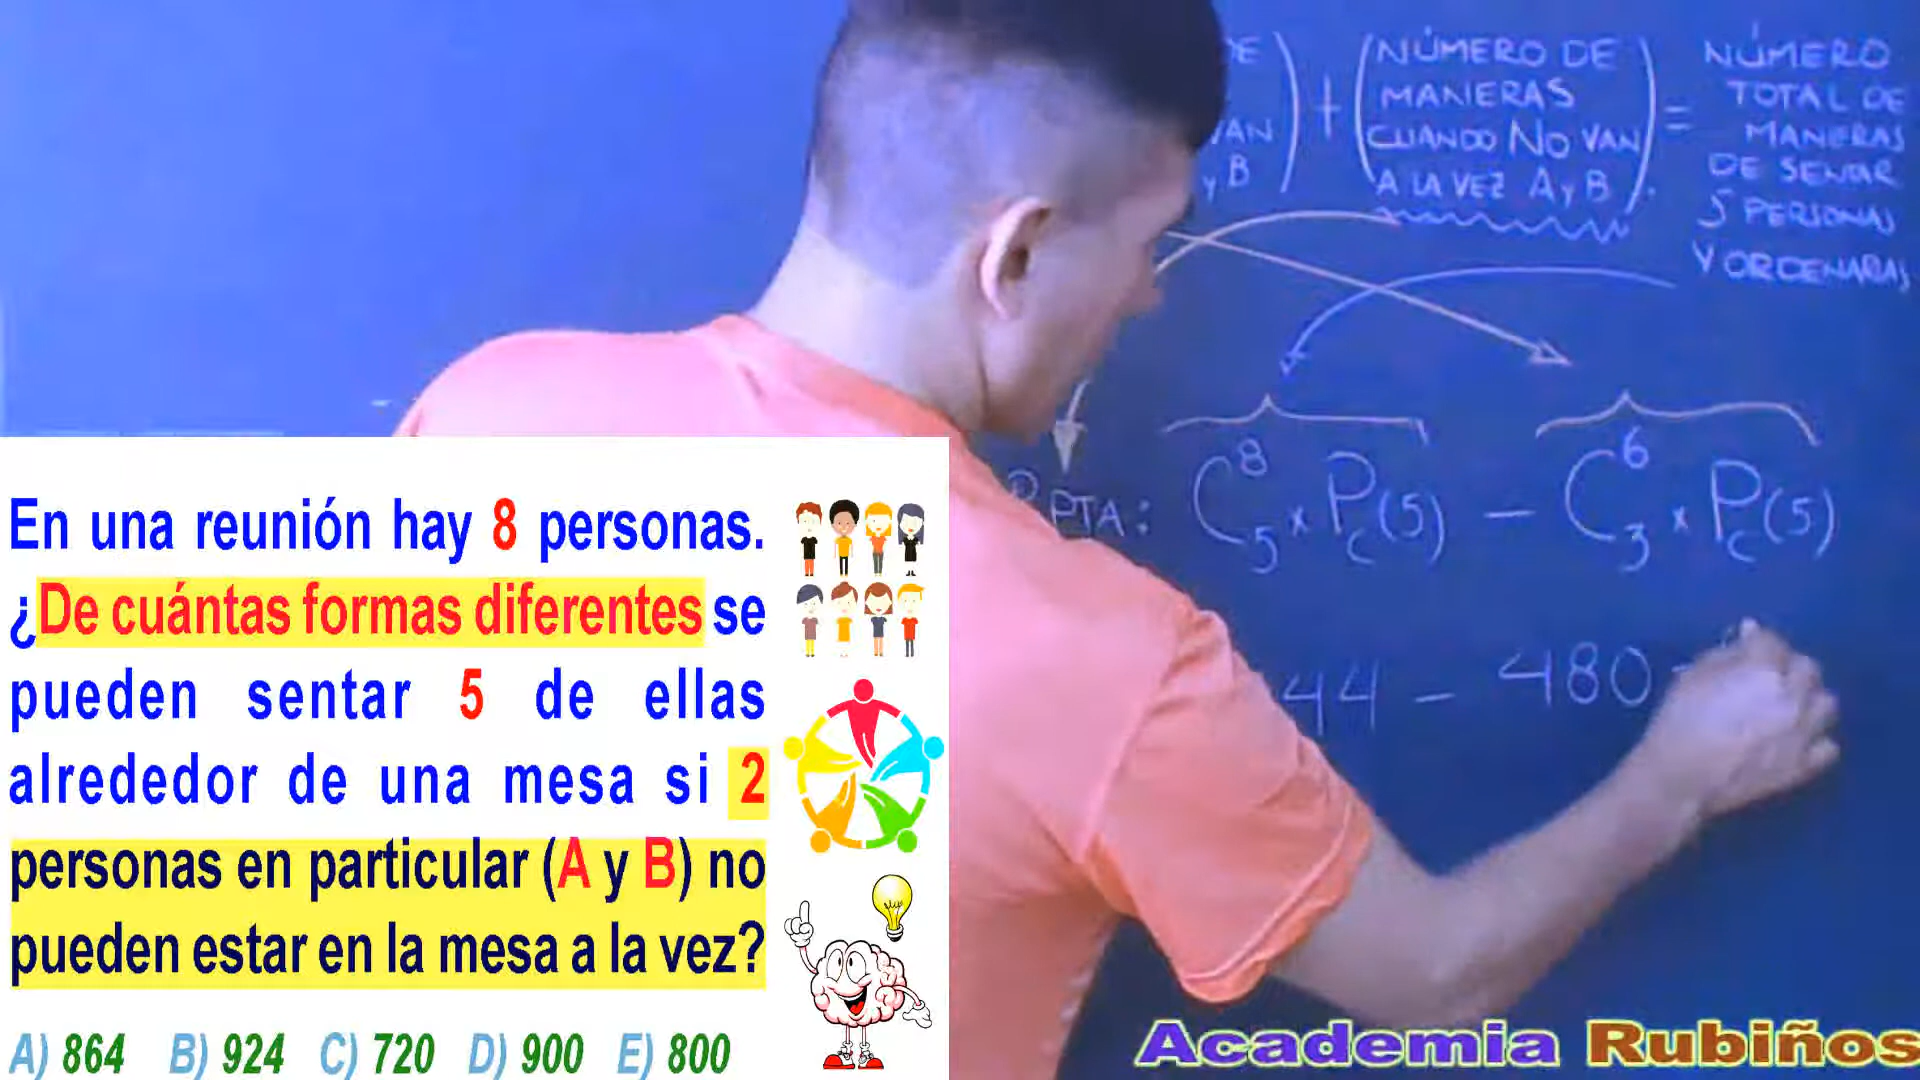 En una reunión hay 8 personas.
¿De cuántas formas diferentes se
pueden sentar 5 de ellas
alrededor de una mesa si 2
personas en particular (A y B) no
pueden estar en la mesa a la vez?
A) 864 B) 924 C) 720 D) 900 E) 800
NÚMERO DE
MANERAS
CUANDO NO VAN
A LA VEZ A y B
+
=
NÚMERO
TOTAL DE
MANERAS
DE SENTAR
5 PERSONAS
Y ORDENARLAS
y B
RPTA: C⁸₅ x Pc(5) - C⁶₃ x Pc(5)
44 - 480
Academia Rubiños